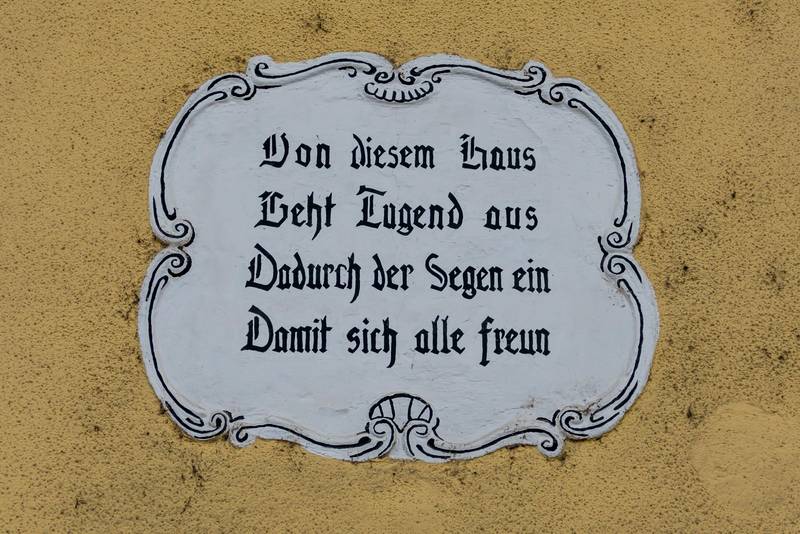 Von diesem Haus
Geht Tugend aus
Dadurch der Segen ein
Damit sich alle freun